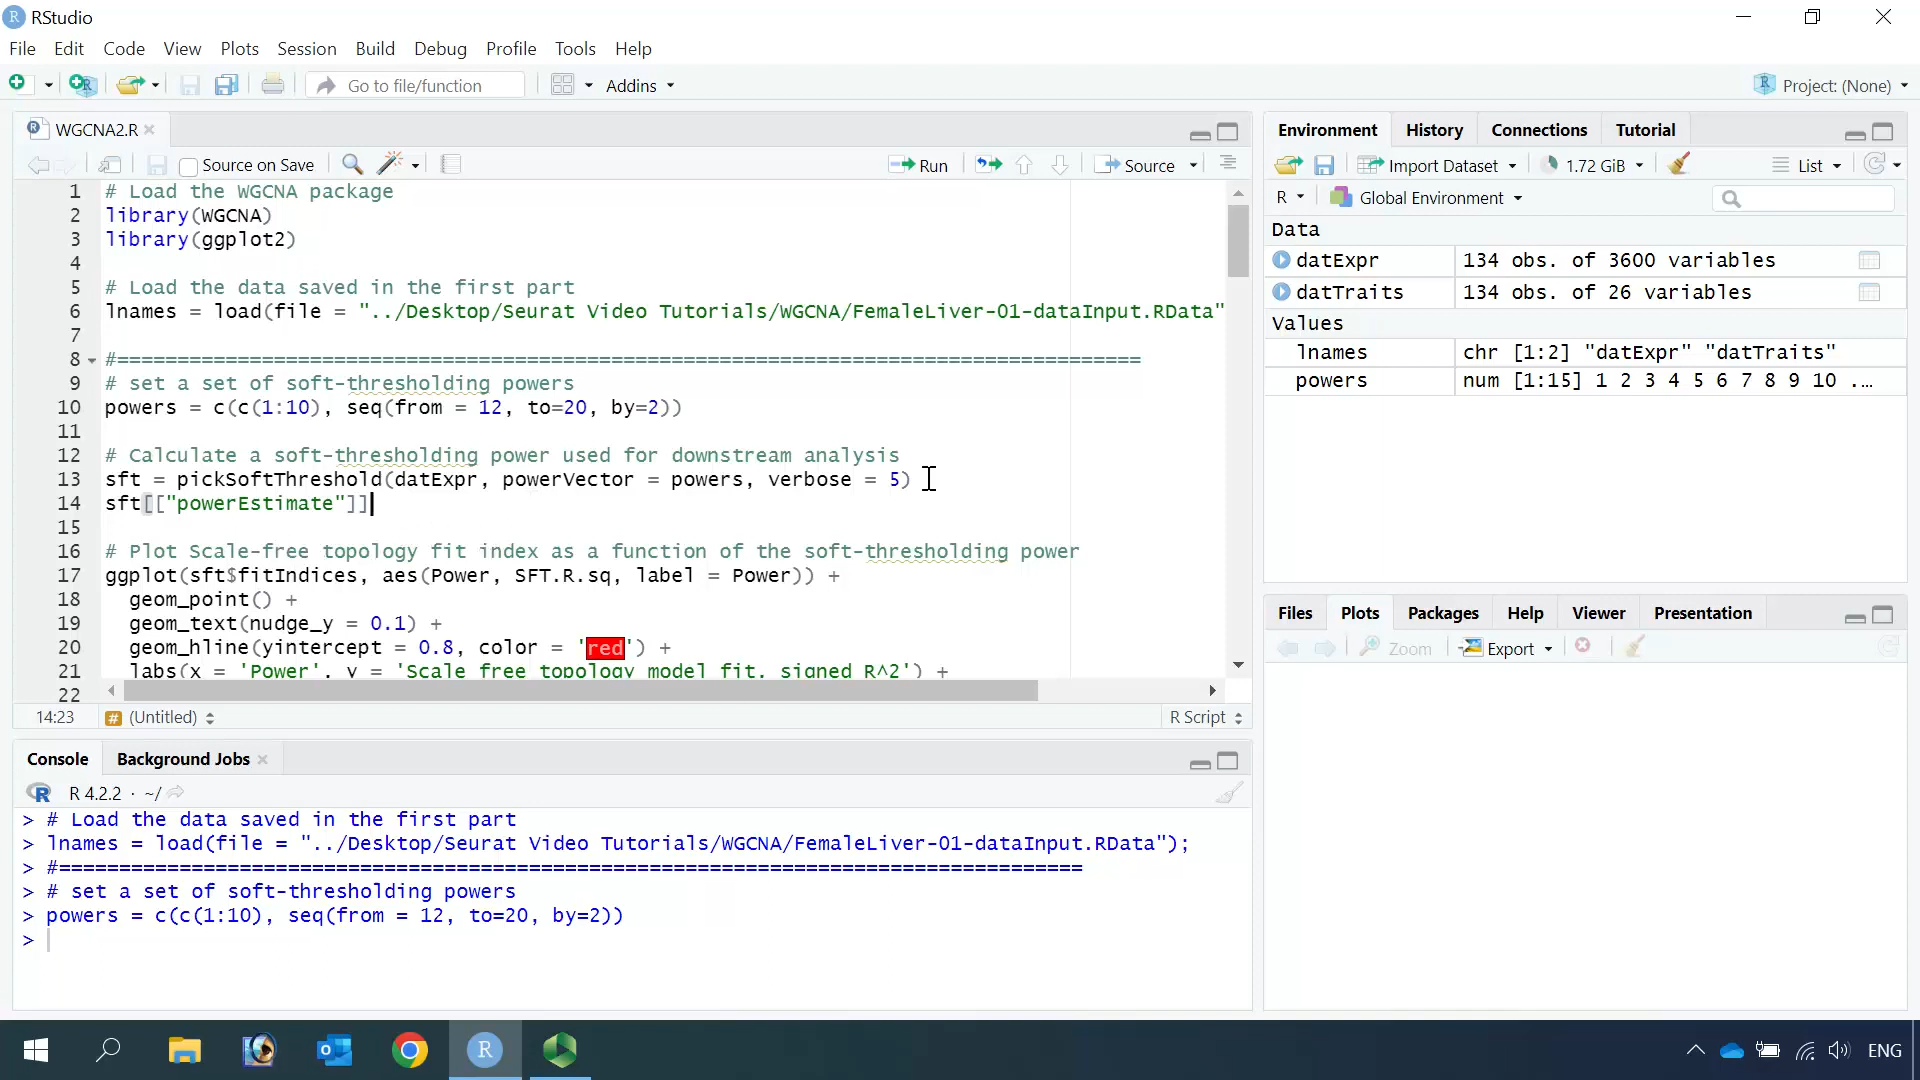 RStudio
File Edit Code View Plots Session Build Debug Profile Tools Help
Go to file/function Addins Project: (None)
WGCNA2.R
Source on Save Run Source
1 # Load the WGCNA package
2 library(WGCNA)
3 library(ggplot2)
4
5 # Load the data saved in the first part
6 lnames = load(file = "../Desktop/Seurat Video Tutorials/WGCNA/FemaleLiver-01-dataInput.RData"
7
8 #=====================================================================================
9 # set a set of soft-thresholding powers
10 powers = c(c(1:10), seq(from = 12, to=20, by=2))
11
12 # Calculate a soft-thresholding power used for downstream analysis
13 sft = pickSoftThreshold(datExpr, powerVector = powers, verbose = 5)
14 sft[["powerEstimate"]]
15
16 # Plot Scale-free topology fit index as a function of the soft-thresholding power
17 ggplot(sft$fitIndices, aes(Power, SFT.R.sq, label = Power)) +
18 geom_point() +
19 geom_text(nudge_y = 0.1) +
20 geom_hline(yintercept = 0.8, color = 'red') +
21 labs(x = 'Power', y = 'Scale free topology model fit, signed R^2') +
22
14:23 # (Untitled) R Script
Console Background Jobs
R 4.2.2 · ~/
> # Load the data saved in the first part
> lnames = load(file = "../Desktop/Seurat Video Tutorials/WGCNA/FemaleLiver-01-dataInput.RData");
> #=====================================================================================
> # set a set of soft-thresholding powers
> powers = c(c(1:10), seq(from = 12, to=20, by=2))
>
Environment History Connections Tutorial
Import Dataset 1.72 GiB List
R Global Environment
Data
datExpr 134 obs. of 3600 variables
datTraits 134 obs. of 26 variables
Values
lnames chr [1:2] "datExpr" "datTraits"
powers num [1:15] 1 2 3 4 5 6 7 8 9 10 ...
Files Plots Packages Help Viewer Presentation
Zoom Export
ENG